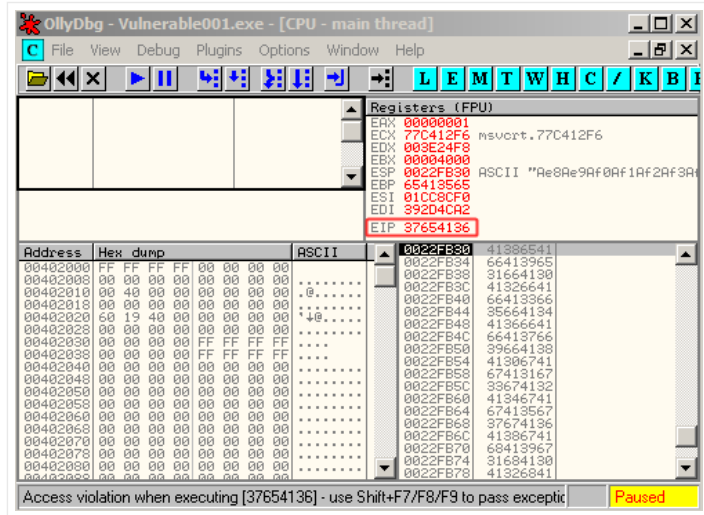 OllyDbg - Vulnerable001.exe - [CPU - main thread]
C File View Debug Plugins Options Window Help
L E M T W H C / K B
Registers (FPU)
EAX 00000001
ECX 77C412F6 msvcrt.77C412F6
EDX 003E24F8
EBX 00004000
ESP 0022FB30 ASCII "Ae8Ae9Af0Af1Af2Af3Af
EBP 65413565
ESI 01CC8CF0
EDI 392D4CA2
EIP 37654136
Address Hex dump ASCII
00402000 FF FF FF FF 00 00 00 00
00402008 00 00 00 00 00 00 00 00 ........
00402010 00 40 00 00 00 00 00 00 .@......
00402018 00 00 00 00 00 00 00 00 ........
00402020 60 19 40 00 00 00 00 00 `↓@.....
00402028 00 00 00 00 00 00 00 00 ........
00402030 00 00 00 00 FF FF FF FF ....
00402038 00 00 00 00 FF FF FF FF ....
00402040 00 00 00 00 00 00 00 00 ........
00402048 00 00 00 00 00 00 00 00 ........
00402050 00 00 00 00 00 00 00 00 ........
00402058 00 00 00 00 00 00 00 00 ........
00402060 00 00 00 00 00 00 00 00 ........
00402068 00 00 00 00 00 00 00 00 ........
00402070 00 00 00 00 00 00 00 00 ........
00402078 00 00 00 00 00 00 00 00 ........
00402080 00 00 00 00 00 00 00 00 ........
0022FB30 41386541
0022FB34 66413965
0022FB38 31664130
0022FB3C 41326641
0022FB40 66413366
0022FB44 35664134
0022FB48 41366641
0022FB4C 66413766
0022FB50 39664138
0022FB54 41306741
0022FB58 67413167
0022FB5C 33674132
0022FB60 41346741
0022FB64 67413567
0022FB68 37674136
0022FB6C 41386741
0022FB70 68413967
0022FB74 31684130
0022FB78 41326841
Access violation when executing [37654136] - use Shift+F7/F8/F9 to pass exceptic
Paused